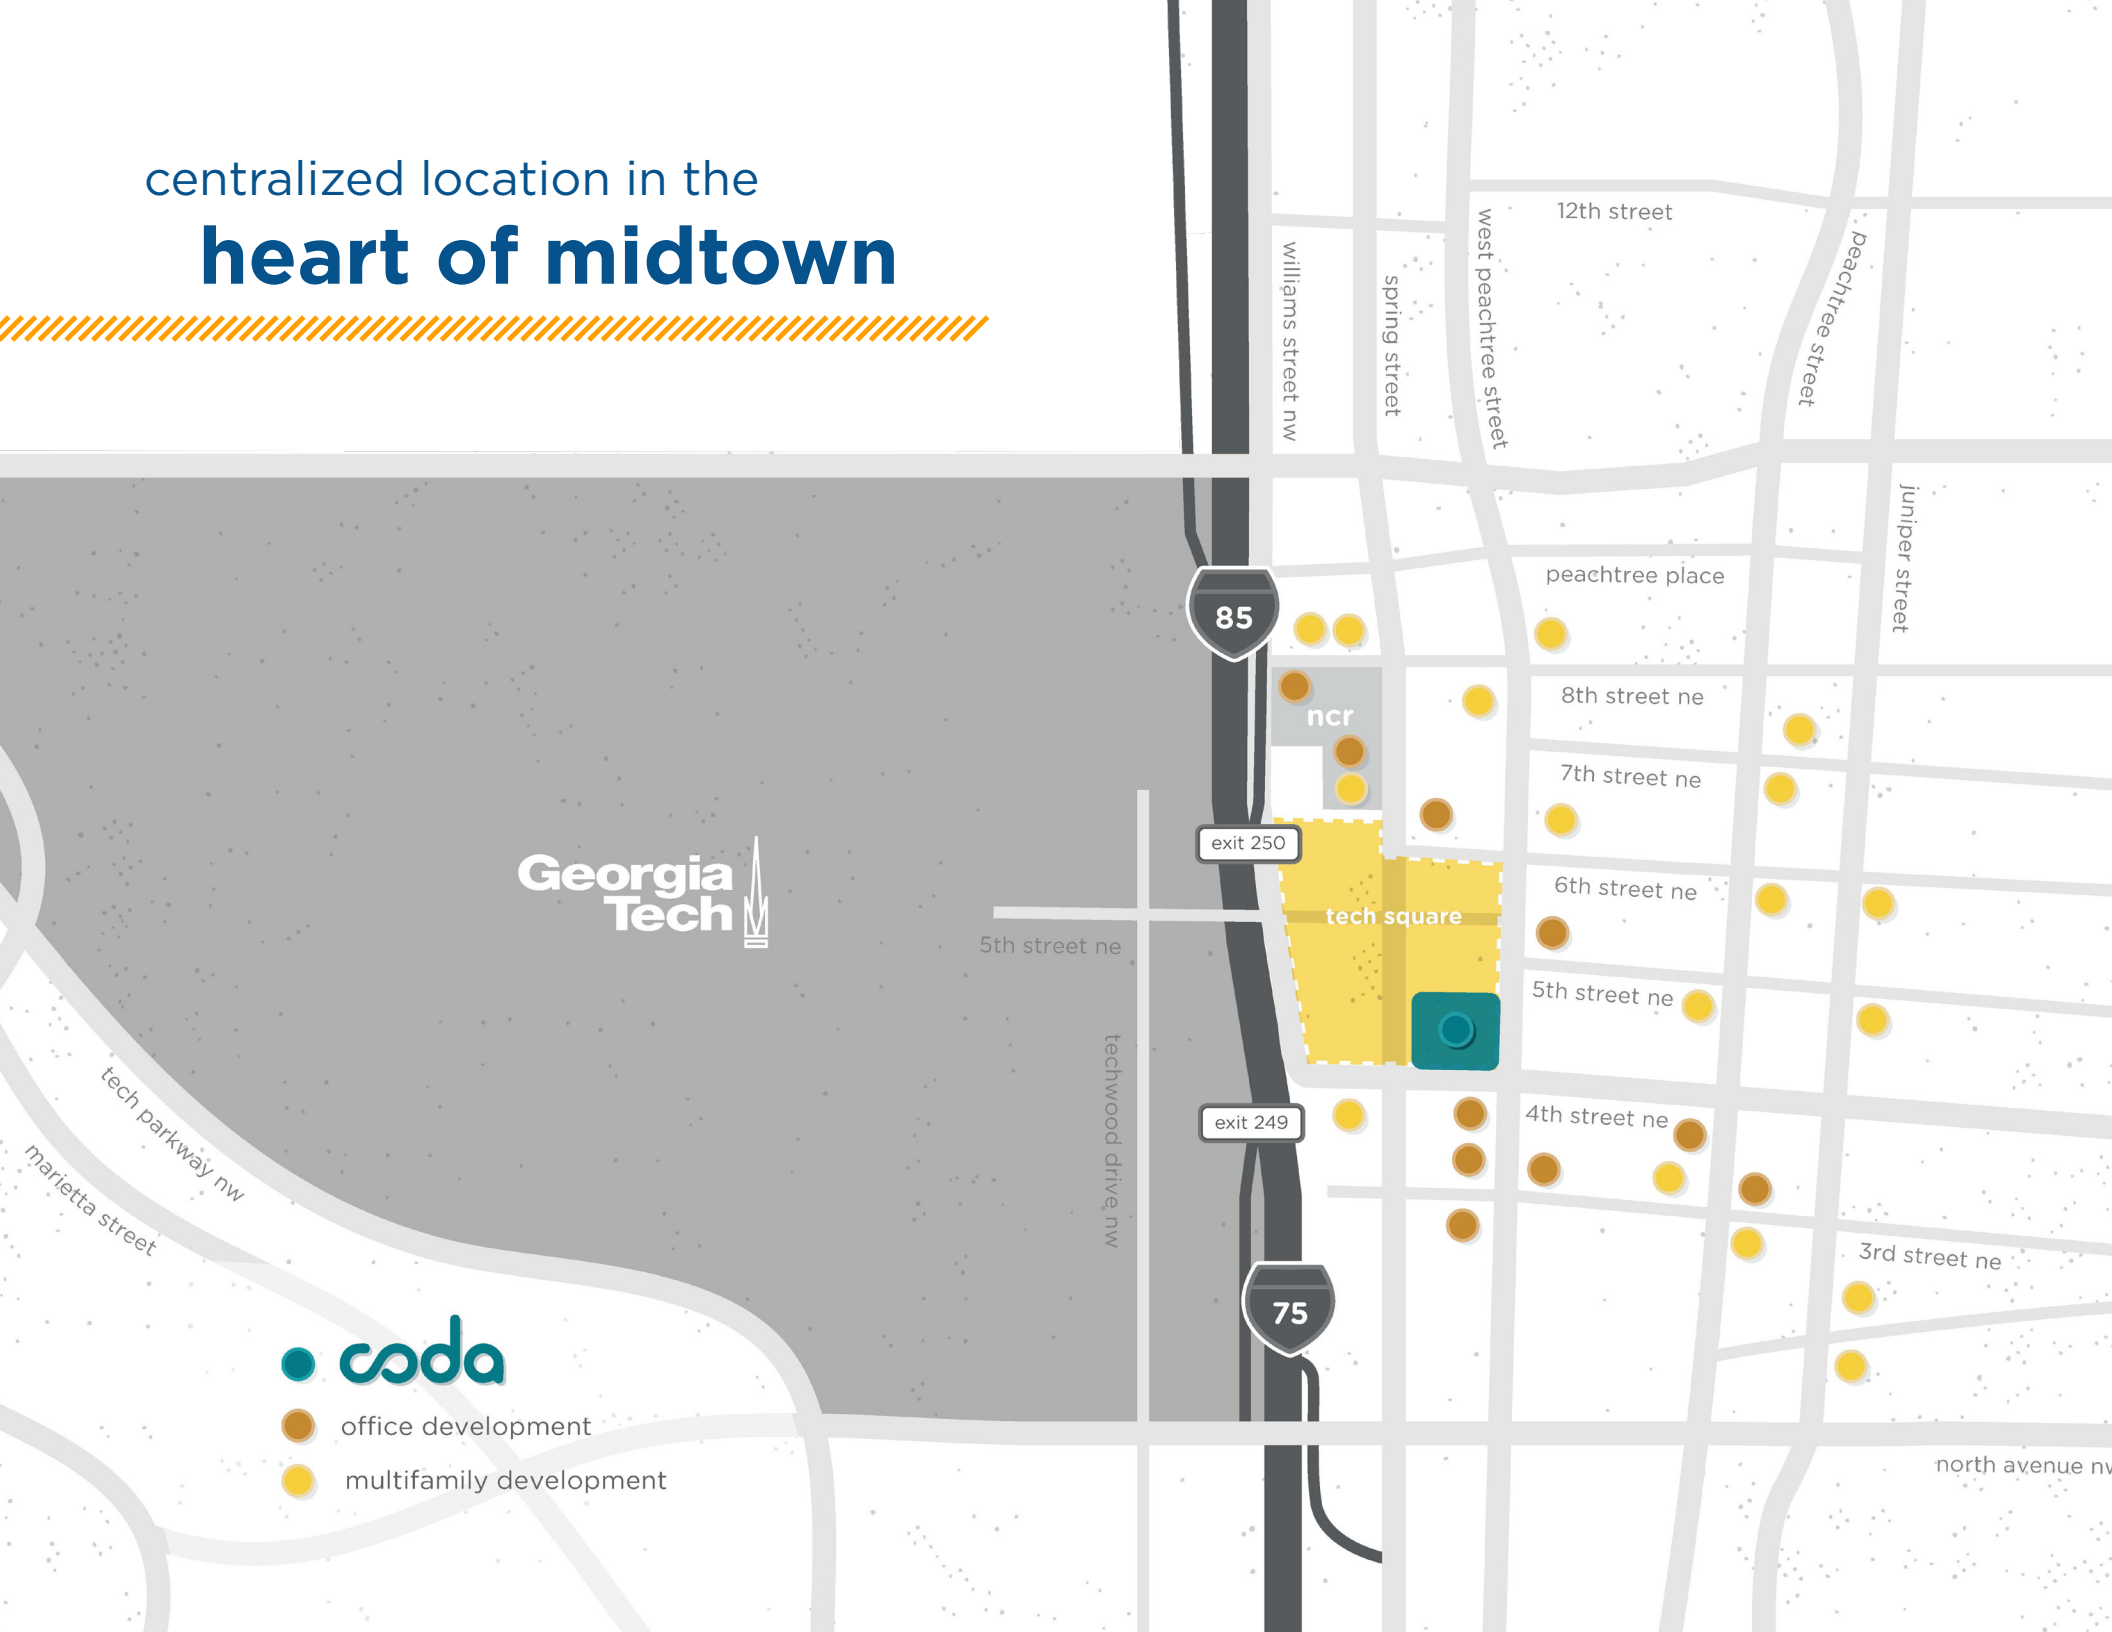 centralized location in the
heart of midtown
12th street
williams street nw
spring street
west peachtree street
peachtree street
juniper street
peachtree place
85
8th street ne
ncr
7th street ne
exit 250
Georgia
Tech
6th street ne
tech square
5th street ne
5th street ne
techwood drive nw
tech parkway nw
marietta street
exit 249
4th street ne
3rd street ne
75
coda
office development
multifamily development
north avenue nw